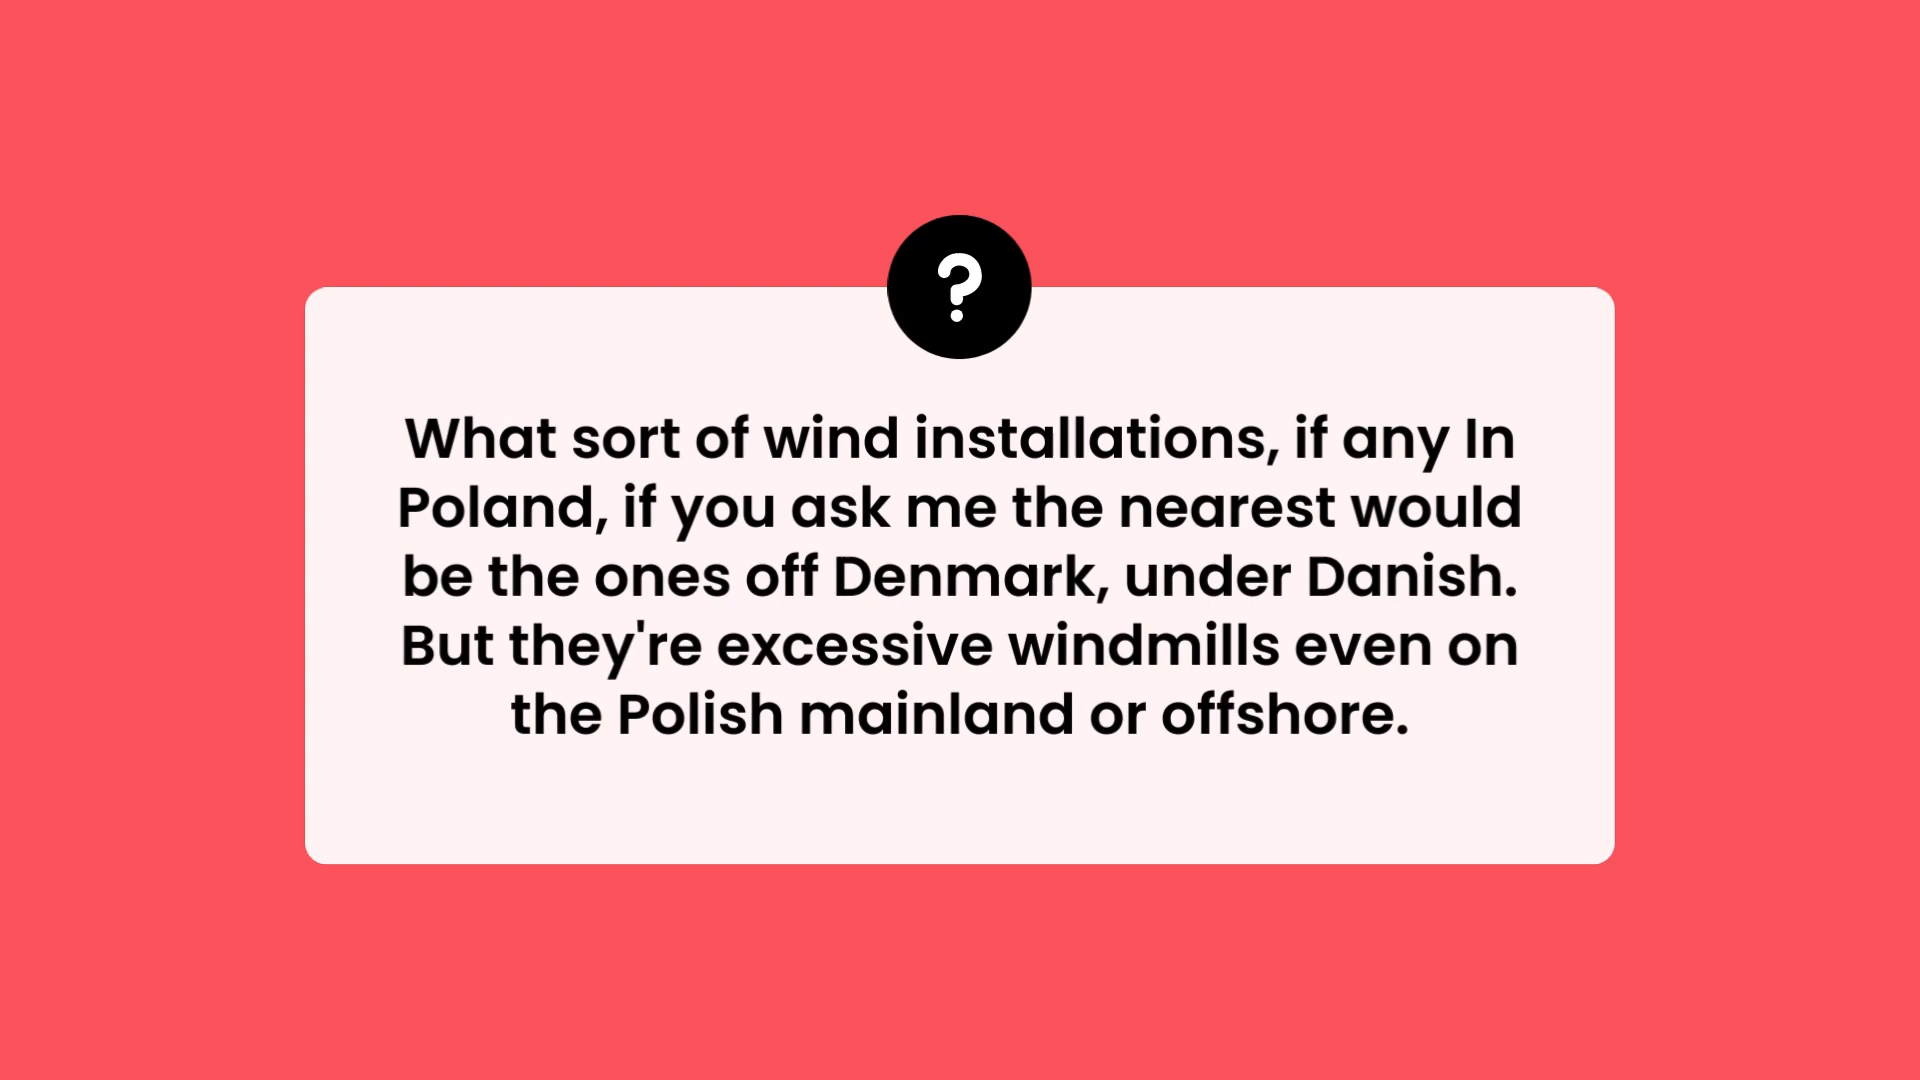 ?
What sort of wind installations, if any In
Poland, if you ask me the nearest would
be the ones off Denmark, under Danish.
But they're excessive windmills even on
the Polish mainland or offshore.